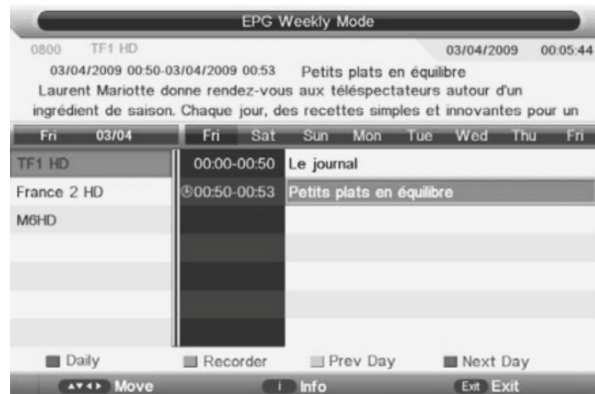 EPG Weekly Mode
0800 TF1 HD 03/04/2009 00:05:44
03/04/2009 00:50-03/04/2009 00:53 Petits plats en équilibre
Laurent Mariotte donne rendez-vous aux téléspectateurs autour d'un
ingrédient de saison. Chaque jour, des recettes simples et innovantes pour un
Fri 03/04 Fri Sat Sun Mon Tue Wed Thu Fri
TF1 HD 00:00-00:50 Le journal
France 2 HD 00:50-00:53 Petits plats en équilibre
M6HD
Daily Recorder Prev Day Next Day
Move i Info Exit Exit